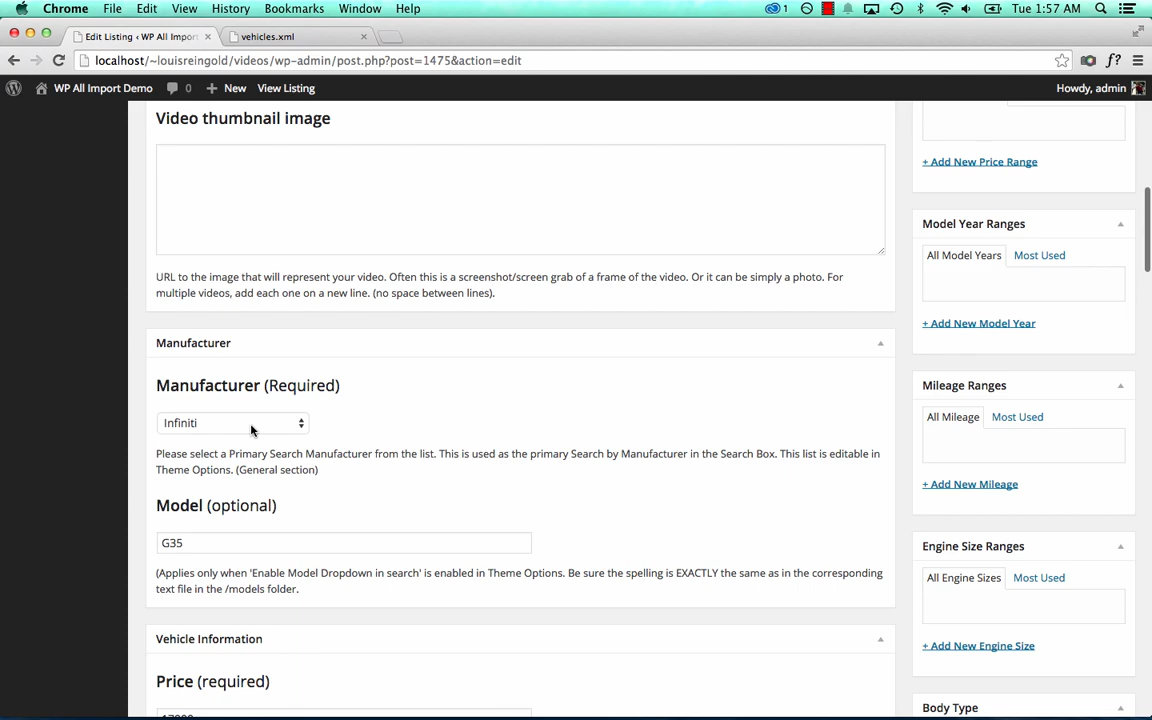 Chrome File Edit View History Bookmarks Window Help 1 Tue 1:57 AM
Edit Listing ‹ WP All Import × vehicles.xml ×
localhost/~louisreingold/videos/wp-admin/post.php?post=1475&action=edit f?
WP All Import Demo 0 + New View Listing Howdy, admin
Video thumbnail image
URL to the image that will represent your video. Often this is a screenshot/screen grab of a frame of the video. Or it can be simply a photo. For
multiple videos, add each one on a new line. (no space between lines).
Manufacturer
Manufacturer (Required)
Infiniti
Please select a Primary Search Manufacturer from the list. This is used as the primary Search by Manufacturer in the Search Box. This list is editable in
Theme Options. (General section)
Model (optional)
G35
(Applies only when 'Enable Model Dropdown in search' is enabled in Theme Options. Be sure the spelling is EXACTLY the same as in the corresponding
text file in the /models folder.
Vehicle Information
Price (required)
+ Add New Price Range
Model Year Ranges
All Model Years Most Used
+ Add New Model Year
Mileage Ranges
All Mileage Most Used
+ Add New Mileage
Engine Size Ranges
All Engine Sizes Most Used
+ Add New Engine Size
Body Type